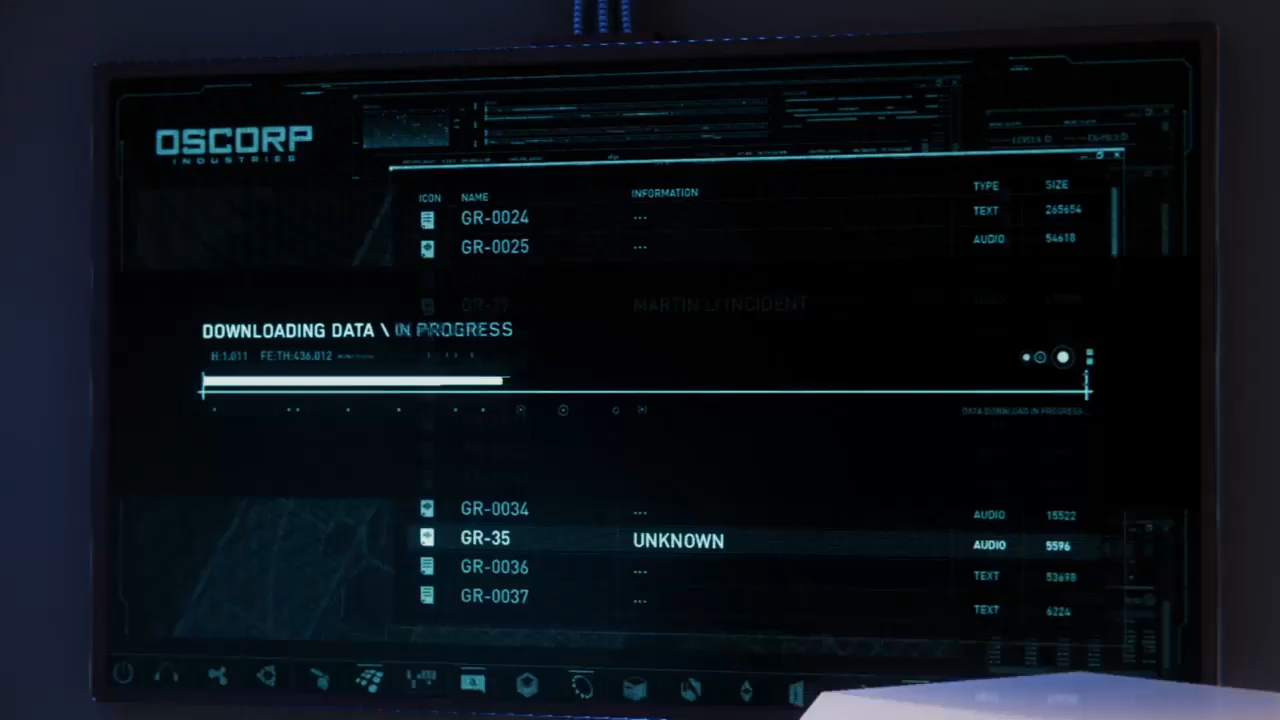 OSCORP
INDUSTRIES
ICON NAME INFORMATION TYPE SIZE
GR-0024 --- TEXT 265654
GR-0025 --- AUDIO 54618
GR-27 MARTIN LI INCIDENT
DOWNLOADING DATA \ IN PROGRESS
H:1.011 FE:TH:436.012
DATA DOWNLOAD IN PROGRESS
GR-0034 --- AUDIO 15522
GR-35 UNKNOWN AUDIO 5596
GR-0036 --- TEXT 53698
GR-0037 --- TEXT 6224